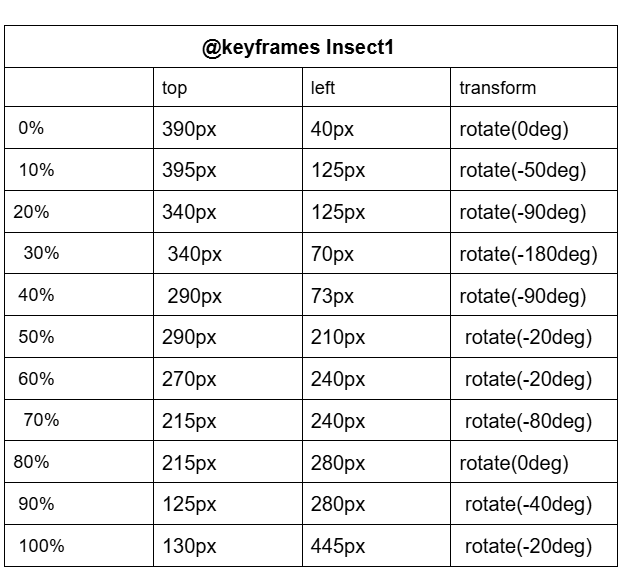 @keyframes Insect1
top left transform
0% 390px 40px rotate(0deg)
10% 395px 125px rotate(-50deg)
20% 340px 125px rotate(-90deg)
30% 340px 70px rotate(-180deg)
40% 290px 73px rotate(-90deg)
50% 290px 210px rotate(-20deg)
60% 270px 240px rotate(-20deg)
70% 215px 240px rotate(-80deg)
80% 215px 280px rotate(0deg)
90% 125px 280px rotate(-40deg)
100% 130px 445px rotate(-20deg)